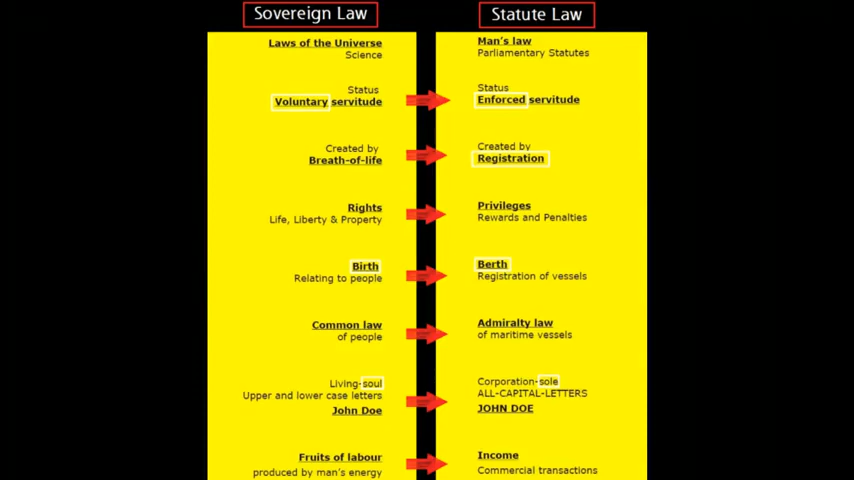 Sovereign Law
Laws of the Universe
Science
Status
Voluntary servitude
Created by
Breath-of-life
Rights
Life, Liberty & Property
Birth
Relating to people
Common law
of people
Living-soul
Upper and lower case letters
John Doe
Fruits of labour
produced by man's energy
Statute Law
Man's law
Parliamentary Statutes
Status
Enforced servitude
Created by
Registration
Privileges
Rewards and Penalties
Berth
Registration of vessels
Admiralty law
of maritime vessels
Corporation-sole
ALL-CAPITAL-LETTERS
JOHN DOE
Income
Commercial transactions